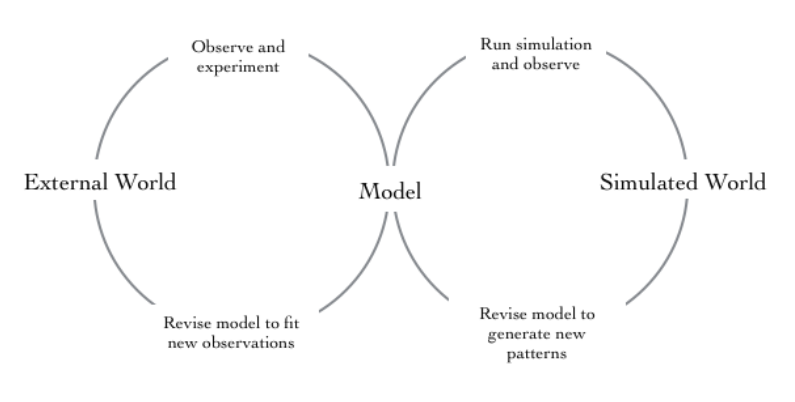 Observe and
experiment
Run simulation
and observe
External World
Model
Simulated World
Revise model to fit
new observations
Revise model to
generate new
patterns